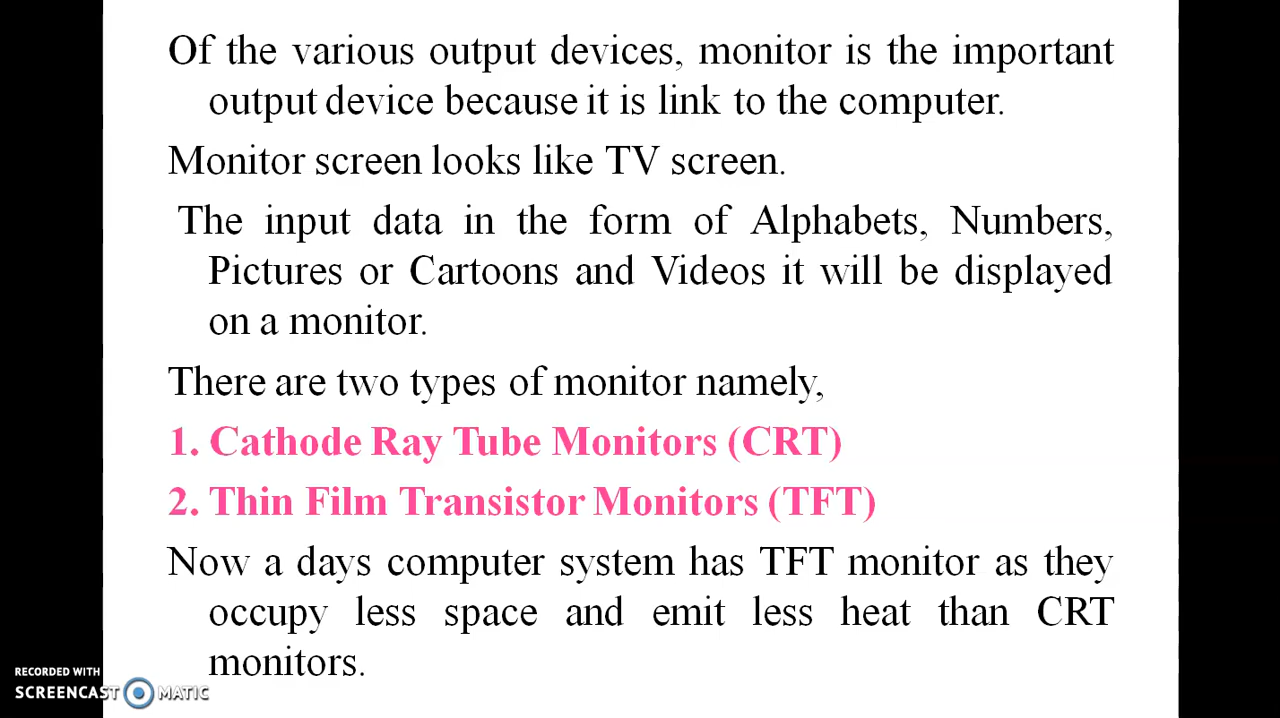 Of the various output devices, monitor is the important
output device because it is link to the computer.
Monitor screen looks like TV screen.
The input data in the form of Alphabets, Numbers,
Pictures or Cartoons and Videos it will be displayed
on a monitor.
There are two types of monitor namely,
1. Cathode Ray Tube Monitors (CRT)
2. Thin Film Transistor Monitors (TFT)
Now a days computer system has TFT monitor as they
occupy less space and emit less heat than CRT
monitors.
RECORDED WITH
SCREENCAST MATIC